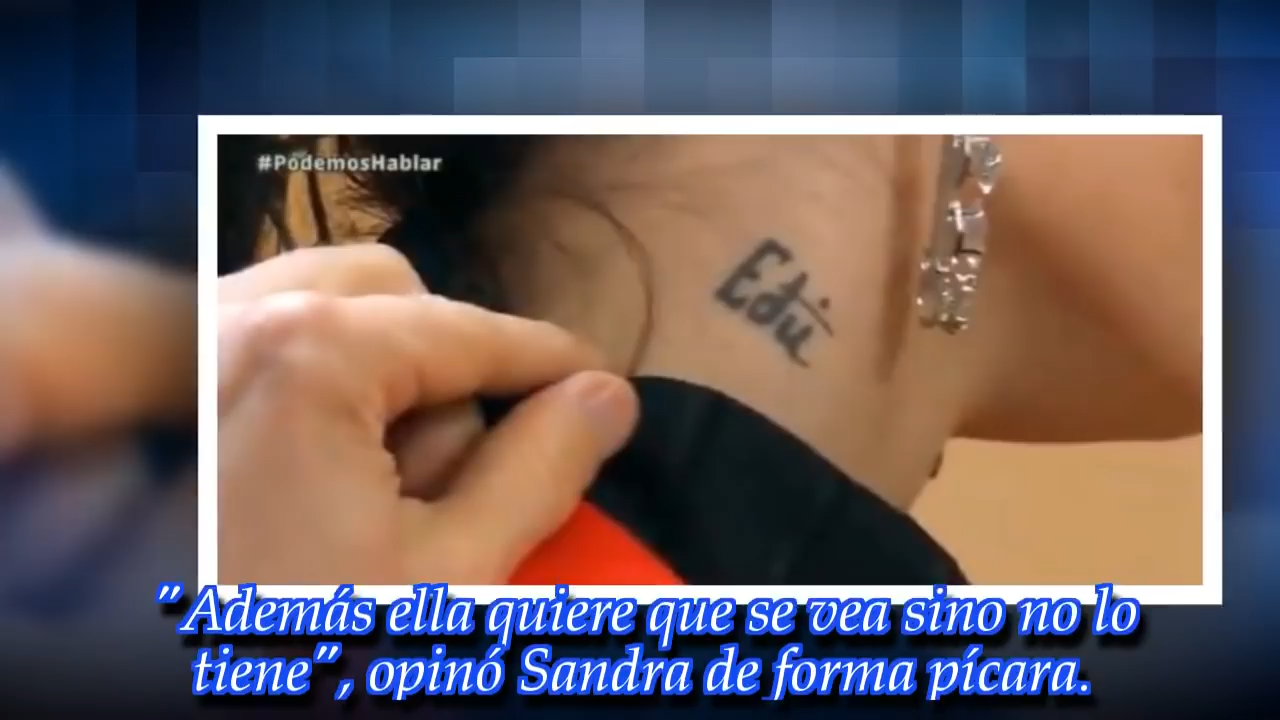 #PodemosHablar
Edu
"Además ella quiere que se vea sino no lo
tiene", opinó Sandra de forma pícara.